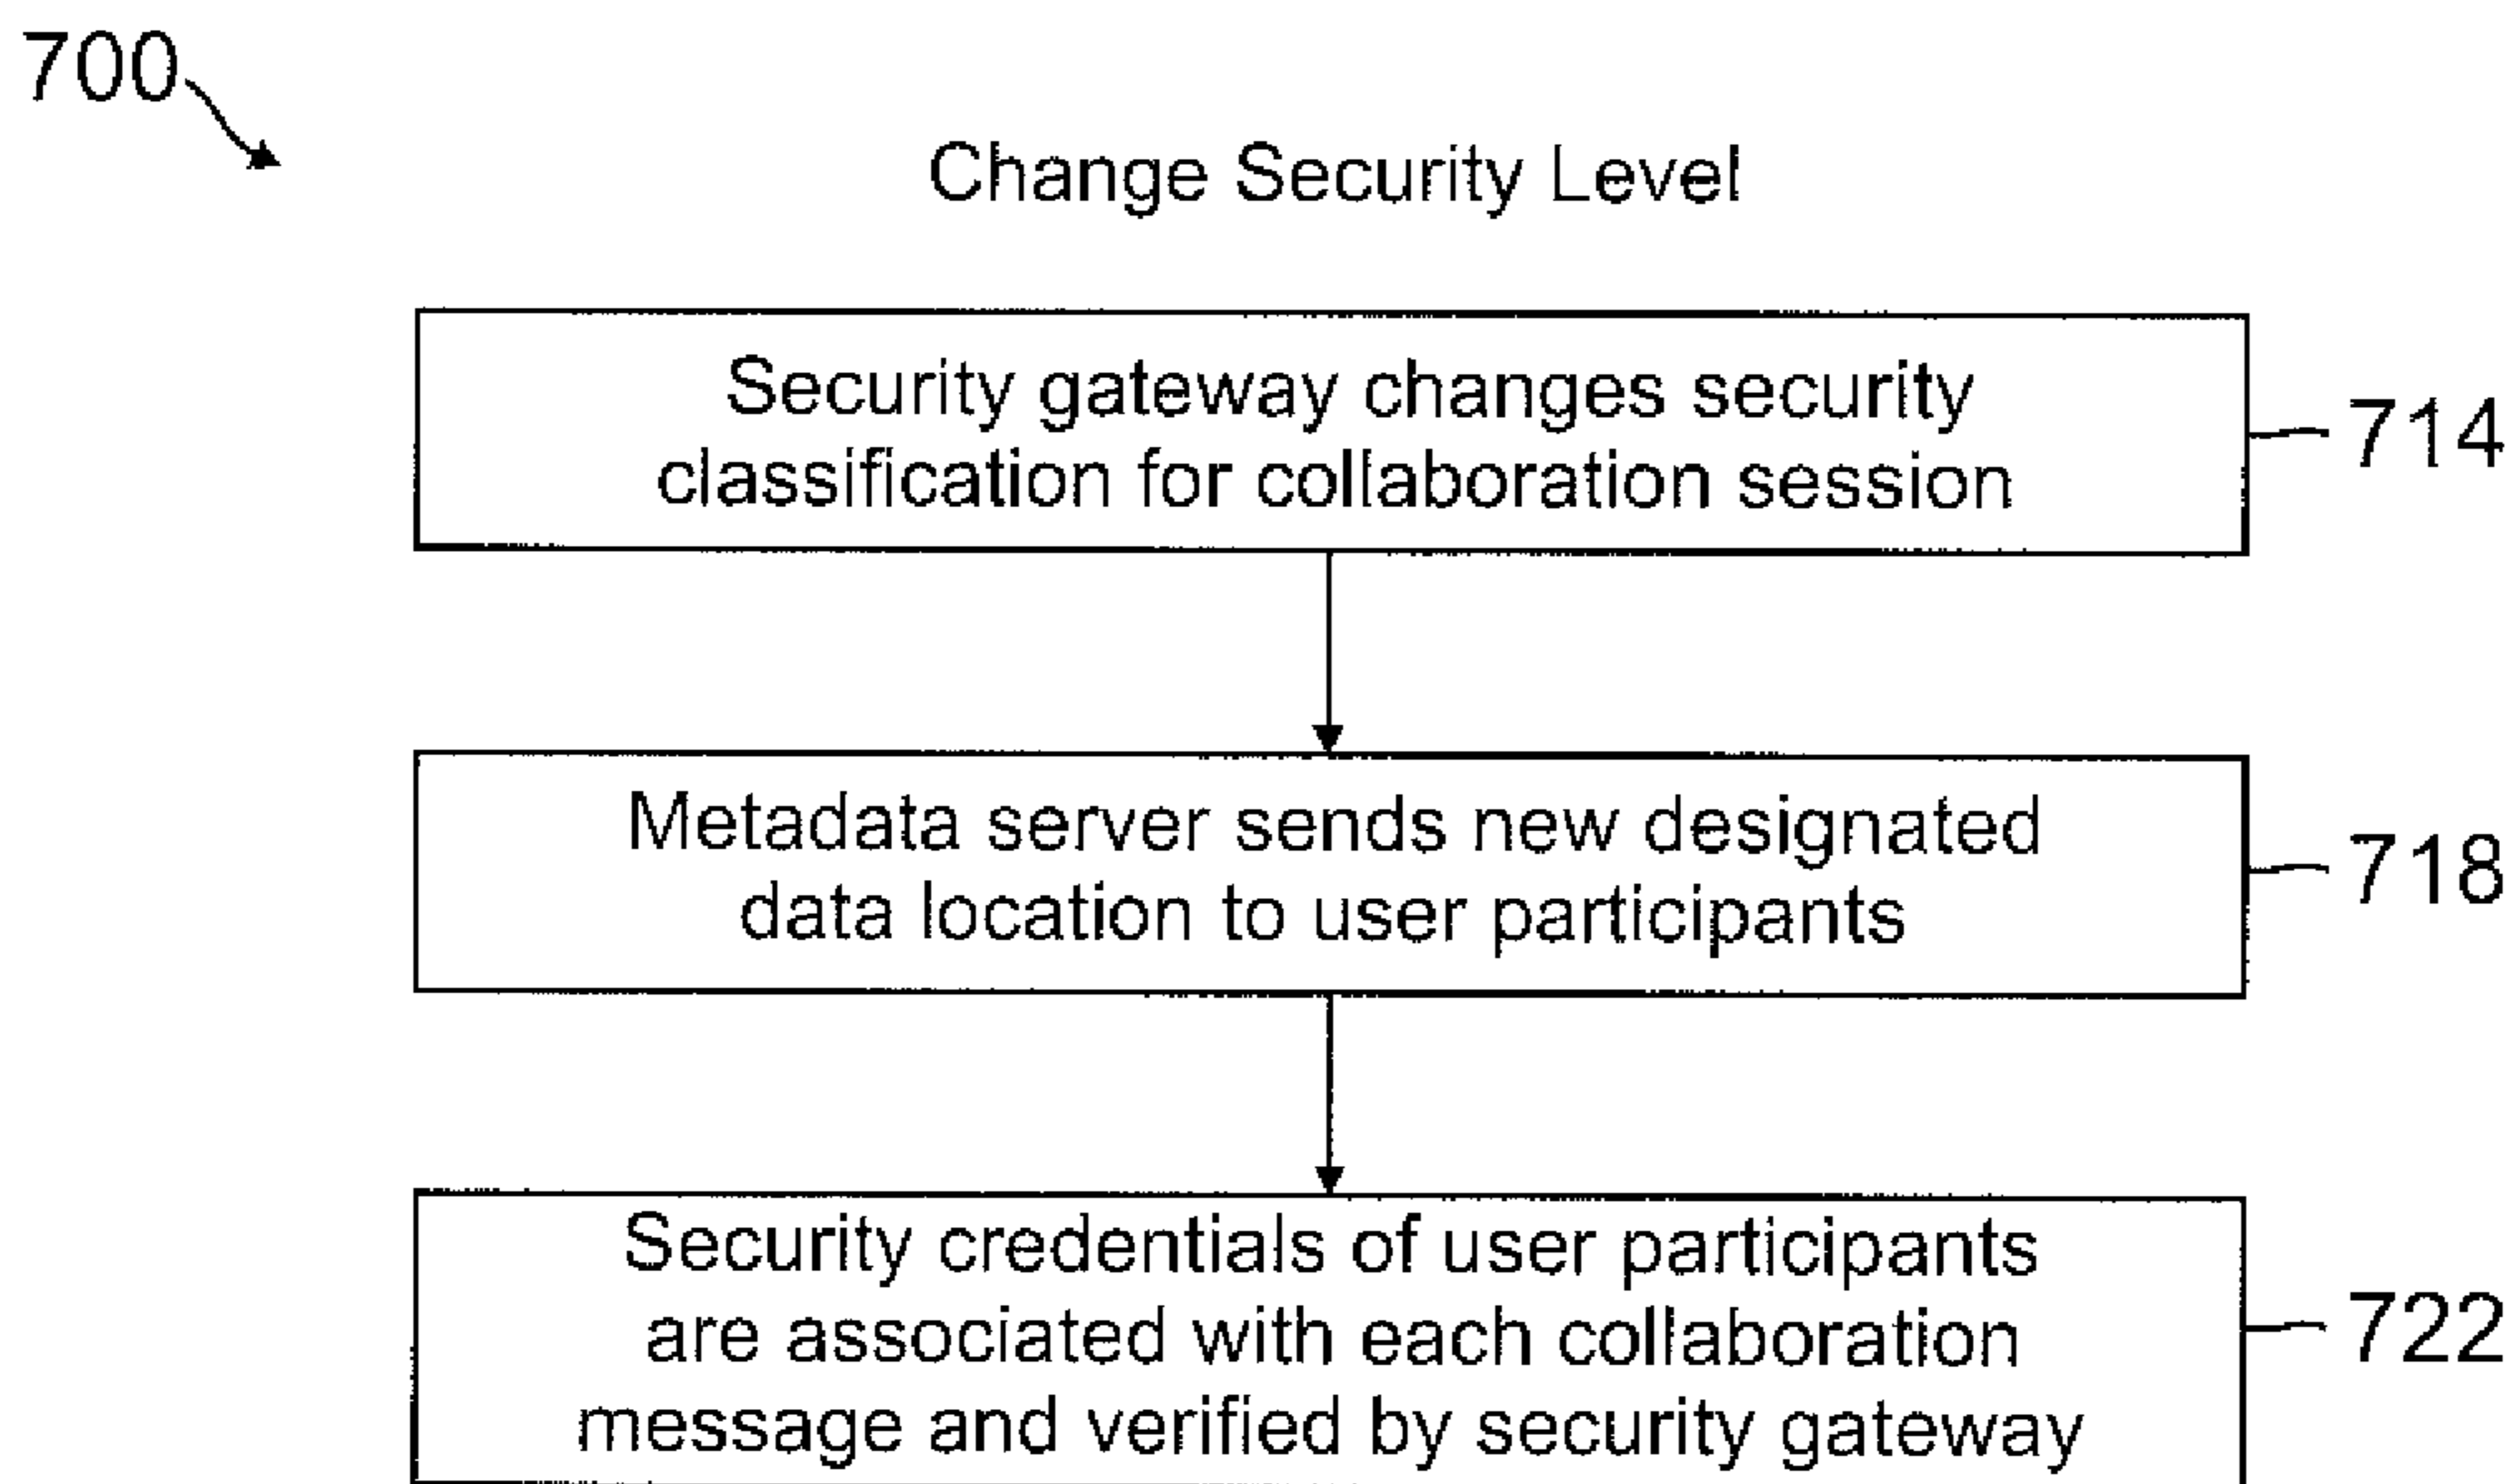 700
Change Security Level
Security gateway changes security
classification for collaboration session
714
Metadata server sends new designated
data location to user participants
718
Security credentials of user participants
are associated with each collaboration
message and verified by security gateway
722